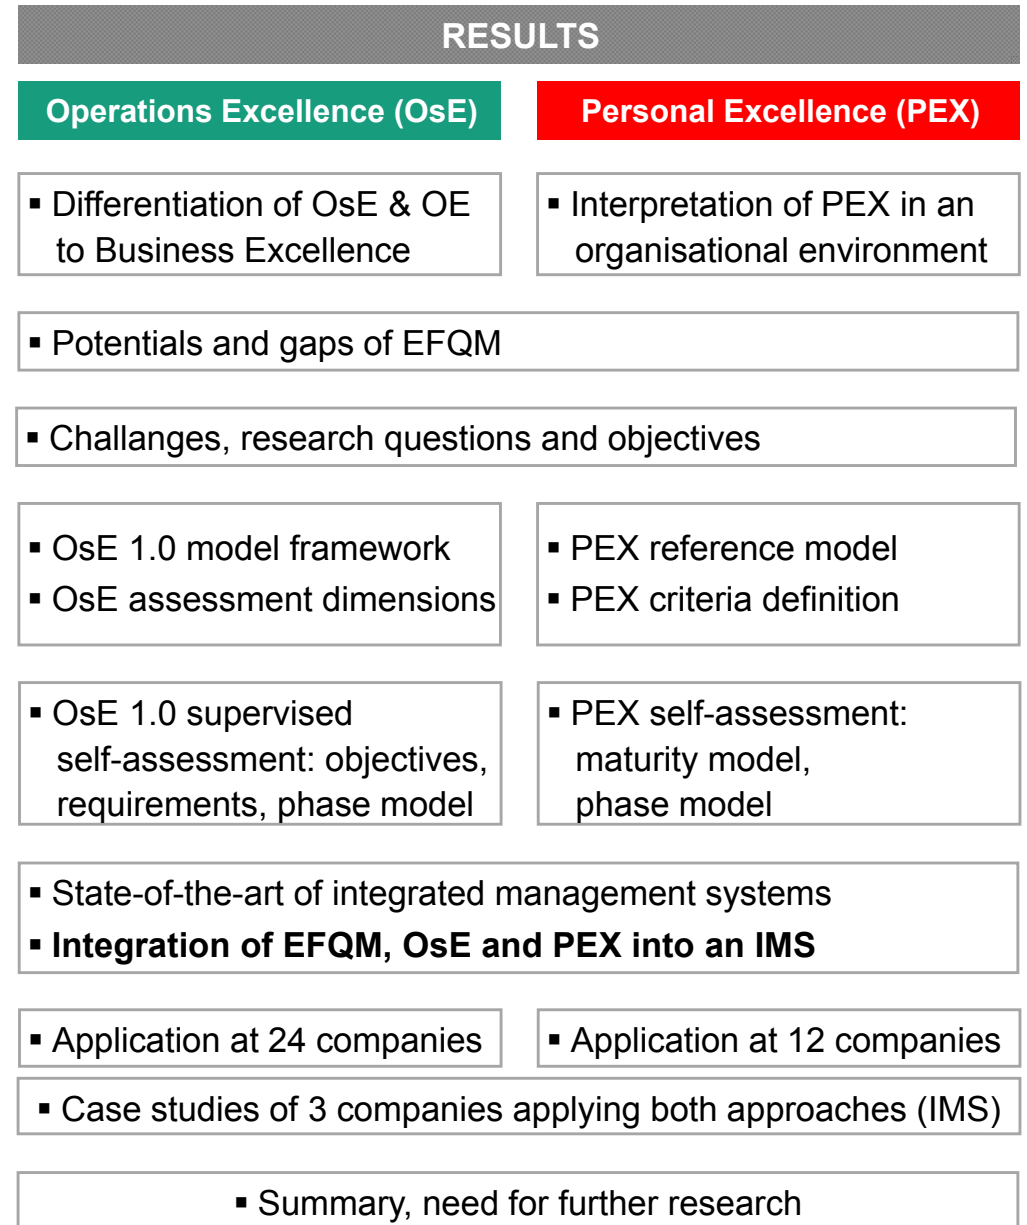 RESULTS
Operations Excellence (OsE)
Personal Excellence (PEX)
▪ Differentiation of OsE & OE
to Business Excellence
▪ Interpretation of PEX in an
organisational environment
▪ Potentials and gaps of EFQM
▪ Challanges, research questions and objectives
▪ OsE 1.0 model framework
▪ OsE assessment dimensions
▪ PEX reference model
▪ PEX criteria definition
▪ OsE 1.0 supervised
self-assessment: objectives,
requirements, phase model
▪ PEX self-assessment:
maturity model,
phase model
▪ State-of-the-art of integrated management systems
▪ Integration of EFQM, OsE and PEX into an IMS
▪ Application at 24 companies
▪ Application at 12 companies
▪ Case studies of 3 companies applying both approaches (IMS)
▪ Summary, need for further research